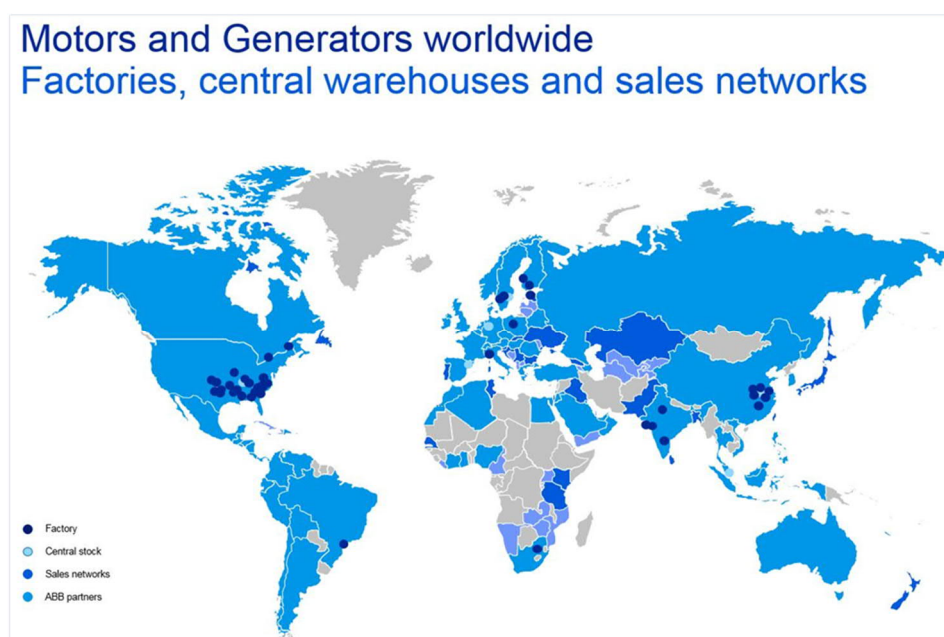 Motors and Generators worldwide
Factories, central warehouses and sales networks
Factory
Central stock
Sales networks
ABB partners